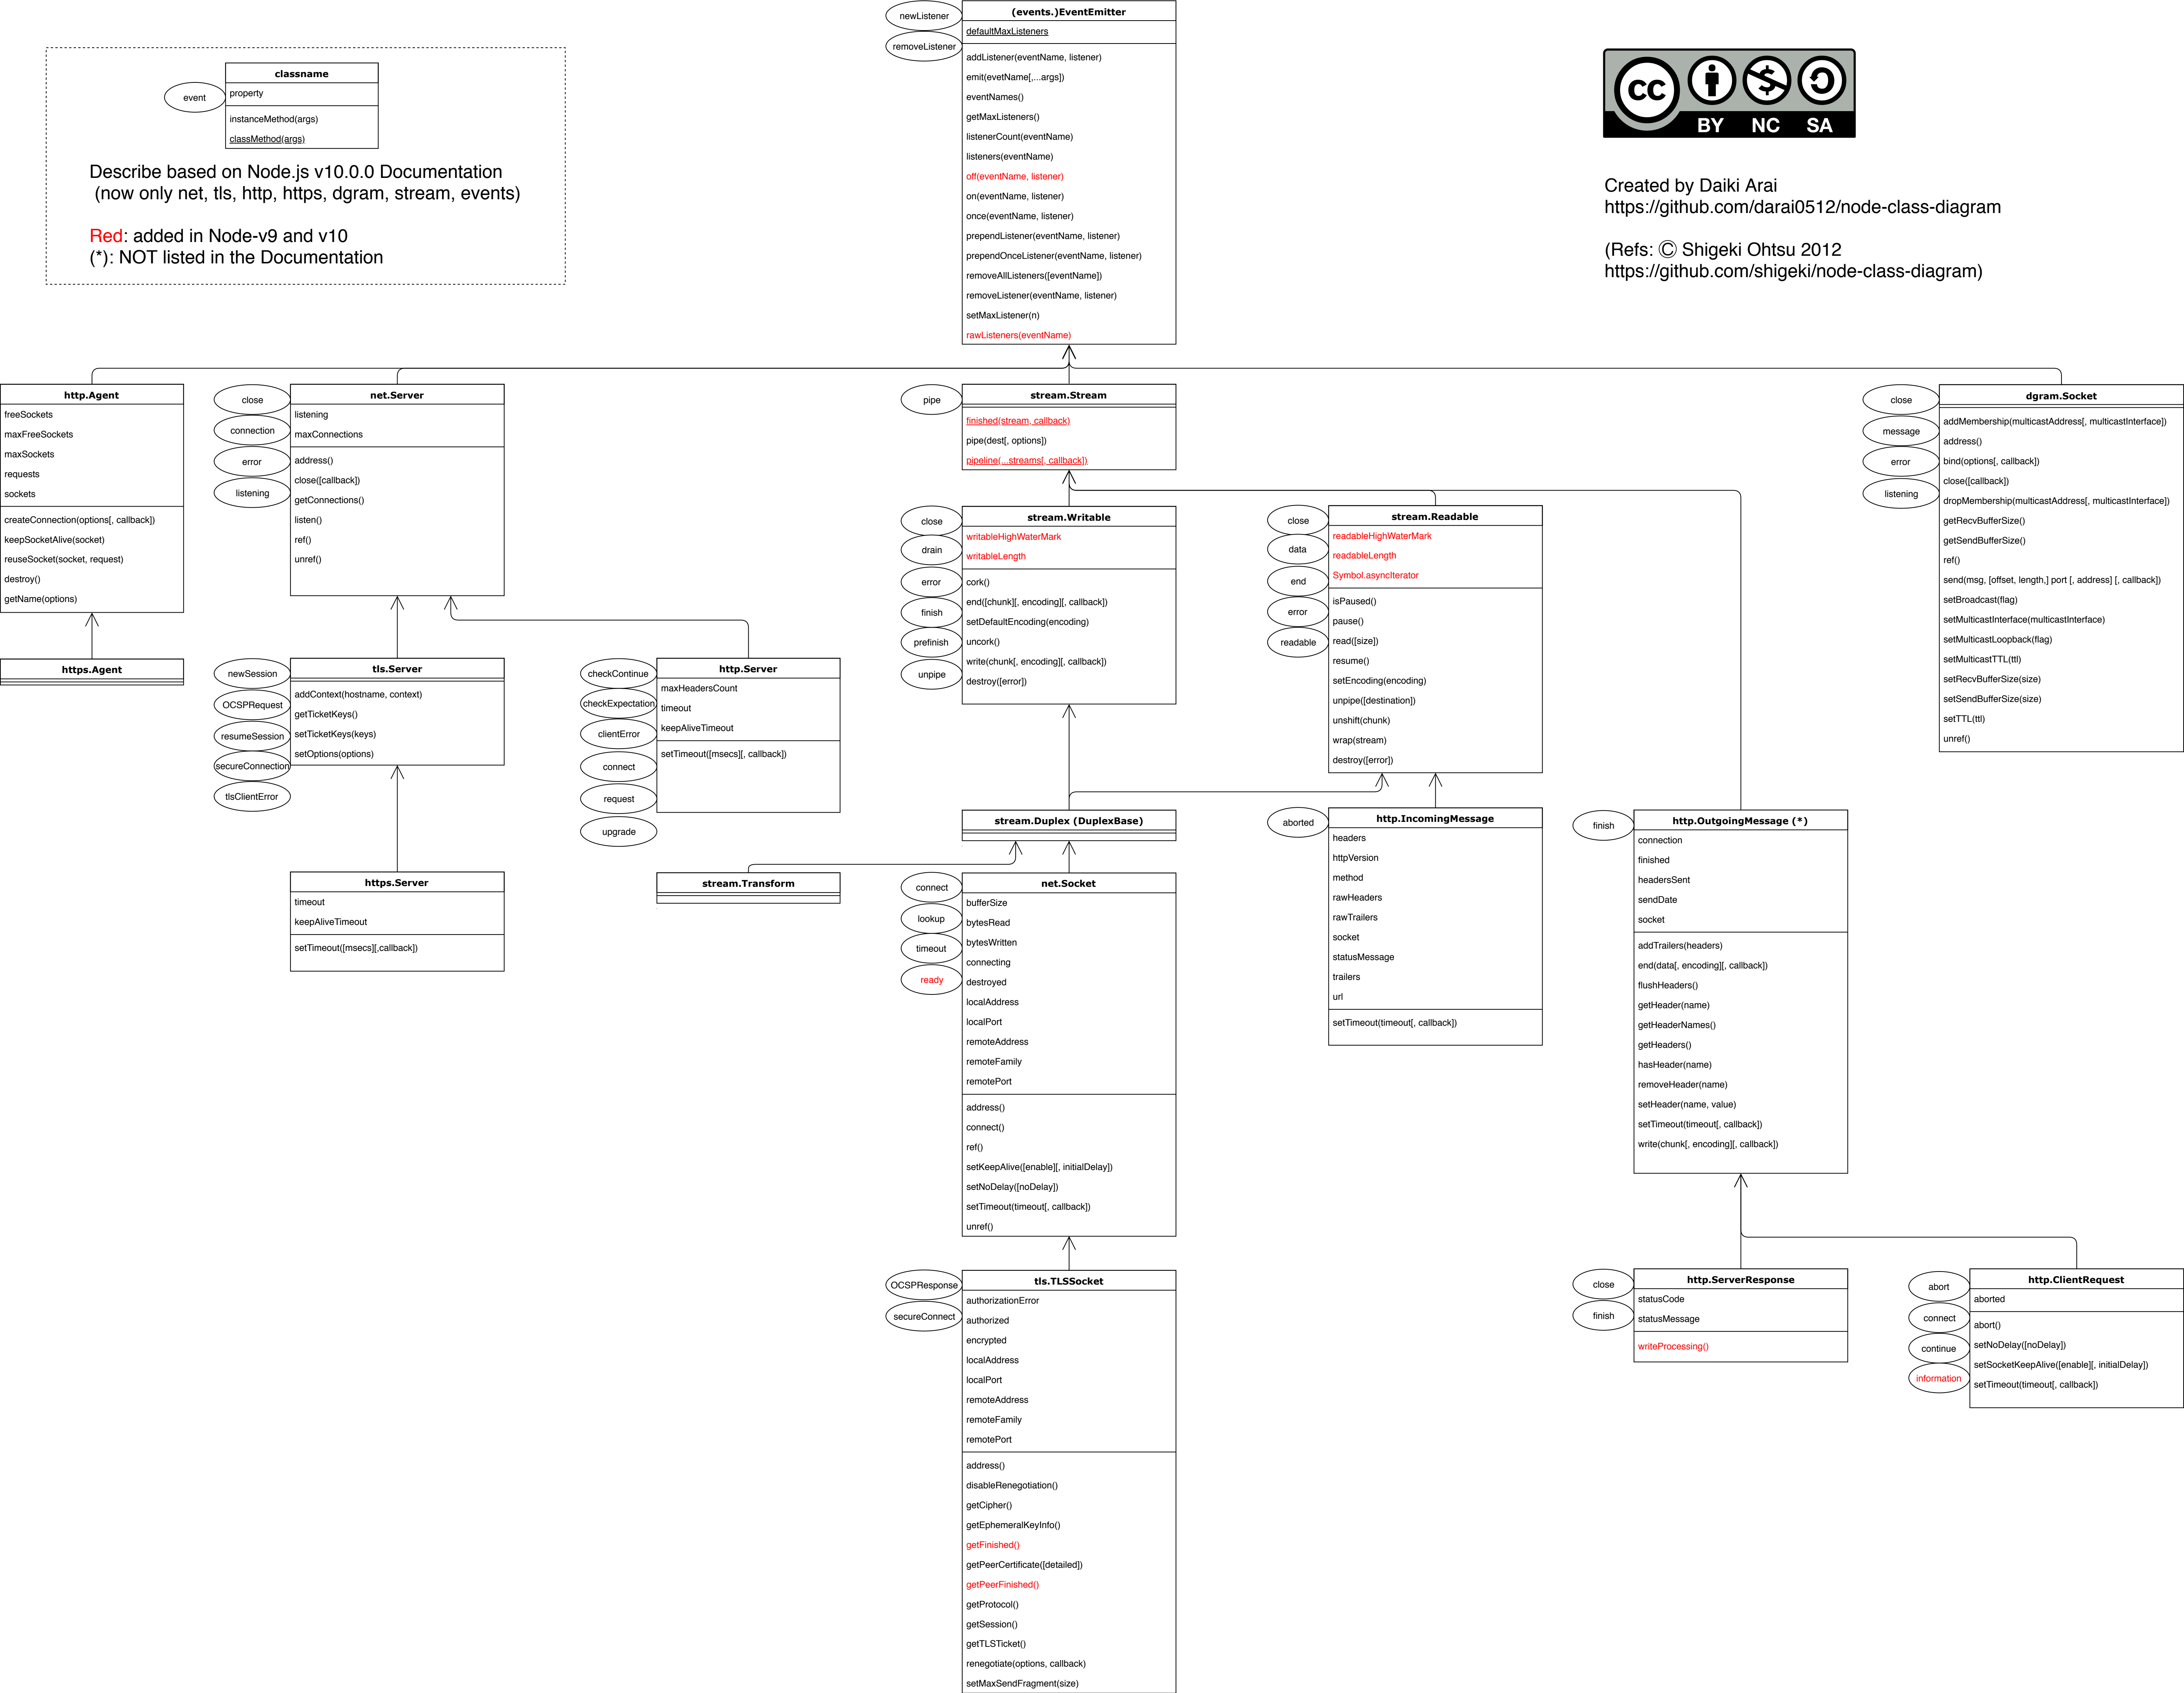 newListener
removeListener
(events.)EventEmitter
defaultMaxListeners
addListener(eventName, listener)
emit(evetName[,...args])
eventNames()
getMaxListeners()
listenerCount(eventName)
listeners(eventName)
off(eventName, listener)
on(eventName, listener)
once(eventName, listener)
prependListener(eventName, listener)
prependOnceListener(eventName, listener)
removeAllListeners([eventName])
removeListener(eventName, listener)
setMaxListener(n)
rawListeners(eventName)
classname
event
property
instanceMethod(args)
classMethod(args)
Describe based on Node.js v10.0.0 Documentation
(now only net, tls, http, https, dgram, stream, events)
Red: added in Node-v9 and v10
(*): NOT listed in the Documentation
CC
BY NC SA
Created by Daiki Arai
https://github.com/darai0512/node-class-diagram
(Refs: Ⓒ Shigeki Ohtsu 2012
https://github.com/shigeki/node-class-diagram)
http.Agent
freeSockets
maxFreeSockets
maxSockets
requests
sockets
createConnection(options[, callback])
keepSocketAlive(socket)
reuseSocket(socket, request)
destroy()
getName(options)
https.Agent
close
connection
error
listening
net.Server
listening
maxConnections
address()
close([callback])
getConnections()
listen()
ref()
unref()
newSession
OCSPRequest
resumeSession
secureConnection
tlsClientError
tls.Server
addContext(hostname, context)
getTicketKeys()
setTicketKeys(keys)
setOptions(options)
https.Server
timeout
keepAliveTimeout
setTimeout([msecs][,callback])
checkContinue
checkExpectation
clientError
connect
request
upgrade
http.Server
maxHeadersCount
timeout
keepAliveTimeout
setTimeout([msecs][, callback])
pipe
stream.Stream
finished(stream, callback)
pipe(dest[, options])
pipeline(...streams[, callback])
close
drain
error
finish
prefinish
unpipe
stream.Writable
writableHighWaterMark
writableLength
cork()
end([chunk][, encoding][, callback])
setDefaultEncoding(encoding)
uncork()
write(chunk[, encoding][, callback])
destroy([error])
close
data
end
error
readable
stream.Readable
readableHighWaterMark
readableLength
Symbol.asyncIterator
isPaused()
pause()
read([size])
resume()
setEncoding(encoding)
unpipe([destination])
unshift(chunk)
wrap(stream)
destroy([error])
close
message
error
listening
dgram.Socket
addMembership(multicastAddress[, multicastInterface])
address()
bind(options[, callback])
close([callback])
dropMembership(multicastAddress[, multicastInterface])
getRecvBufferSize()
getSendBufferSize()
ref()
send(msg, [offset, length,] port [, address] [, callback])
setBroadcast(flag)
setMulticastInterface(multicastInterface)
setMulticastLoopback(flag)
setMulticastTTL(ttl)
setRecvBufferSize(size)
setSendBufferSize(size)
setTTL(ttl)
unref()
stream.Duplex (DuplexBase)
stream.Transform
connect
lookup
timeout
ready
net.Socket
bufferSize
bytesRead
bytesWritten
connecting
destroyed
localAddress
localPort
remoteAddress
remoteFamily
remotePort
address()
connect()
ref()
setKeepAlive([enable][, initialDelay])
setNoDelay([noDelay])
setTimeout(timeout[, callback])
unref()
aborted
http.IncomingMessage
headers
httpVersion
method
rawHeaders
rawTrailers
socket
statusMessage
trailers
url
setTimeout(timeout[, callback])
finish
http.OutgoingMessage (*)
connection
finished
headersSent
sendDate
socket
addTrailers(headers)
end(data[, encoding][, callback])
flushHeaders()
getHeader(name)
getHeaderNames()
getHeaders()
hasHeader(name)
removeHeader(name)
setHeader(name, value)
setTimeout(timeout[, callback])
write(chunk[, encoding][, callback])
OCSPResponse
secureConnect
tls.TLSSocket
authorizationError
authorized
encrypted
localAddress
localPort
remoteAddress
remoteFamily
remotePort
address()
disableRenegotiation()
getCipher()
getEphemeralKeyInfo()
getFinished()
getPeerCertificate([detailed])
getPeerFinished()
getProtocol()
getSession()
getTLSTicket()
renegotiate(options, callback)
setMaxSendFragment(size)
close
finish
http.ServerResponse
statusCode
statusMessage
writeProcessing()
abort
connect
continue
information
http.ClientRequest
aborted
abort()
setNoDelay([noDelay])
setSocketKeepAlive([enable][, initialDelay])
setTimeout(timeout[, callback])